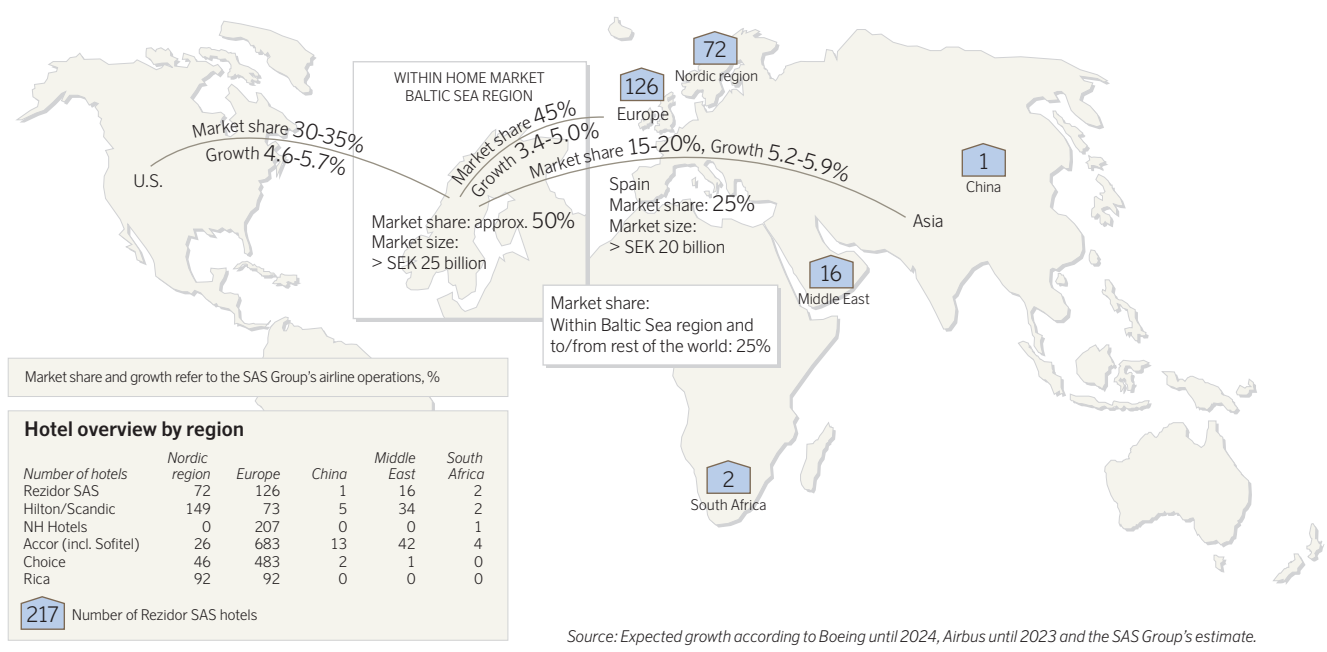 72
Nordic region
126
Europe
WITHIN HOME MARKET
BALTIC SEA REGION
Market share 45%
Growth 3.4-5.0%
Market share 30-35%
Growth 4.6-5.7%
U.S.
Market share 15-20%, Growth 5.2-5.9%
Asia
1
China
Market share: approx. 50%
Market size:
> SEK 25 billion
Spain
Market share: 25%
Market size:
> SEK 20 billion
16
Middle East
Market share:
Within Baltic Sea region and
to/from rest of the world: 25%
2
South Africa
Market share and growth refer to the SAS Group's airline operations, %
Hotel overview by region
Nordic Middle South
Number of hotels region Europe China East Africa
Rezidor SAS 72 126 1 16 2
Hilton/Scandic 149 73 5 34 2
NH Hotels 0 207 0 0 1
Accor (incl. Sofitel) 26 683 13 42 4
Choice 46 483 2 1 0
Rica 92 92 0 0 0
217 Number of Rezidor SAS hotels
Source: Expected growth according to Boeing until 2024, Airbus until 2023 and the SAS Group's estimate.